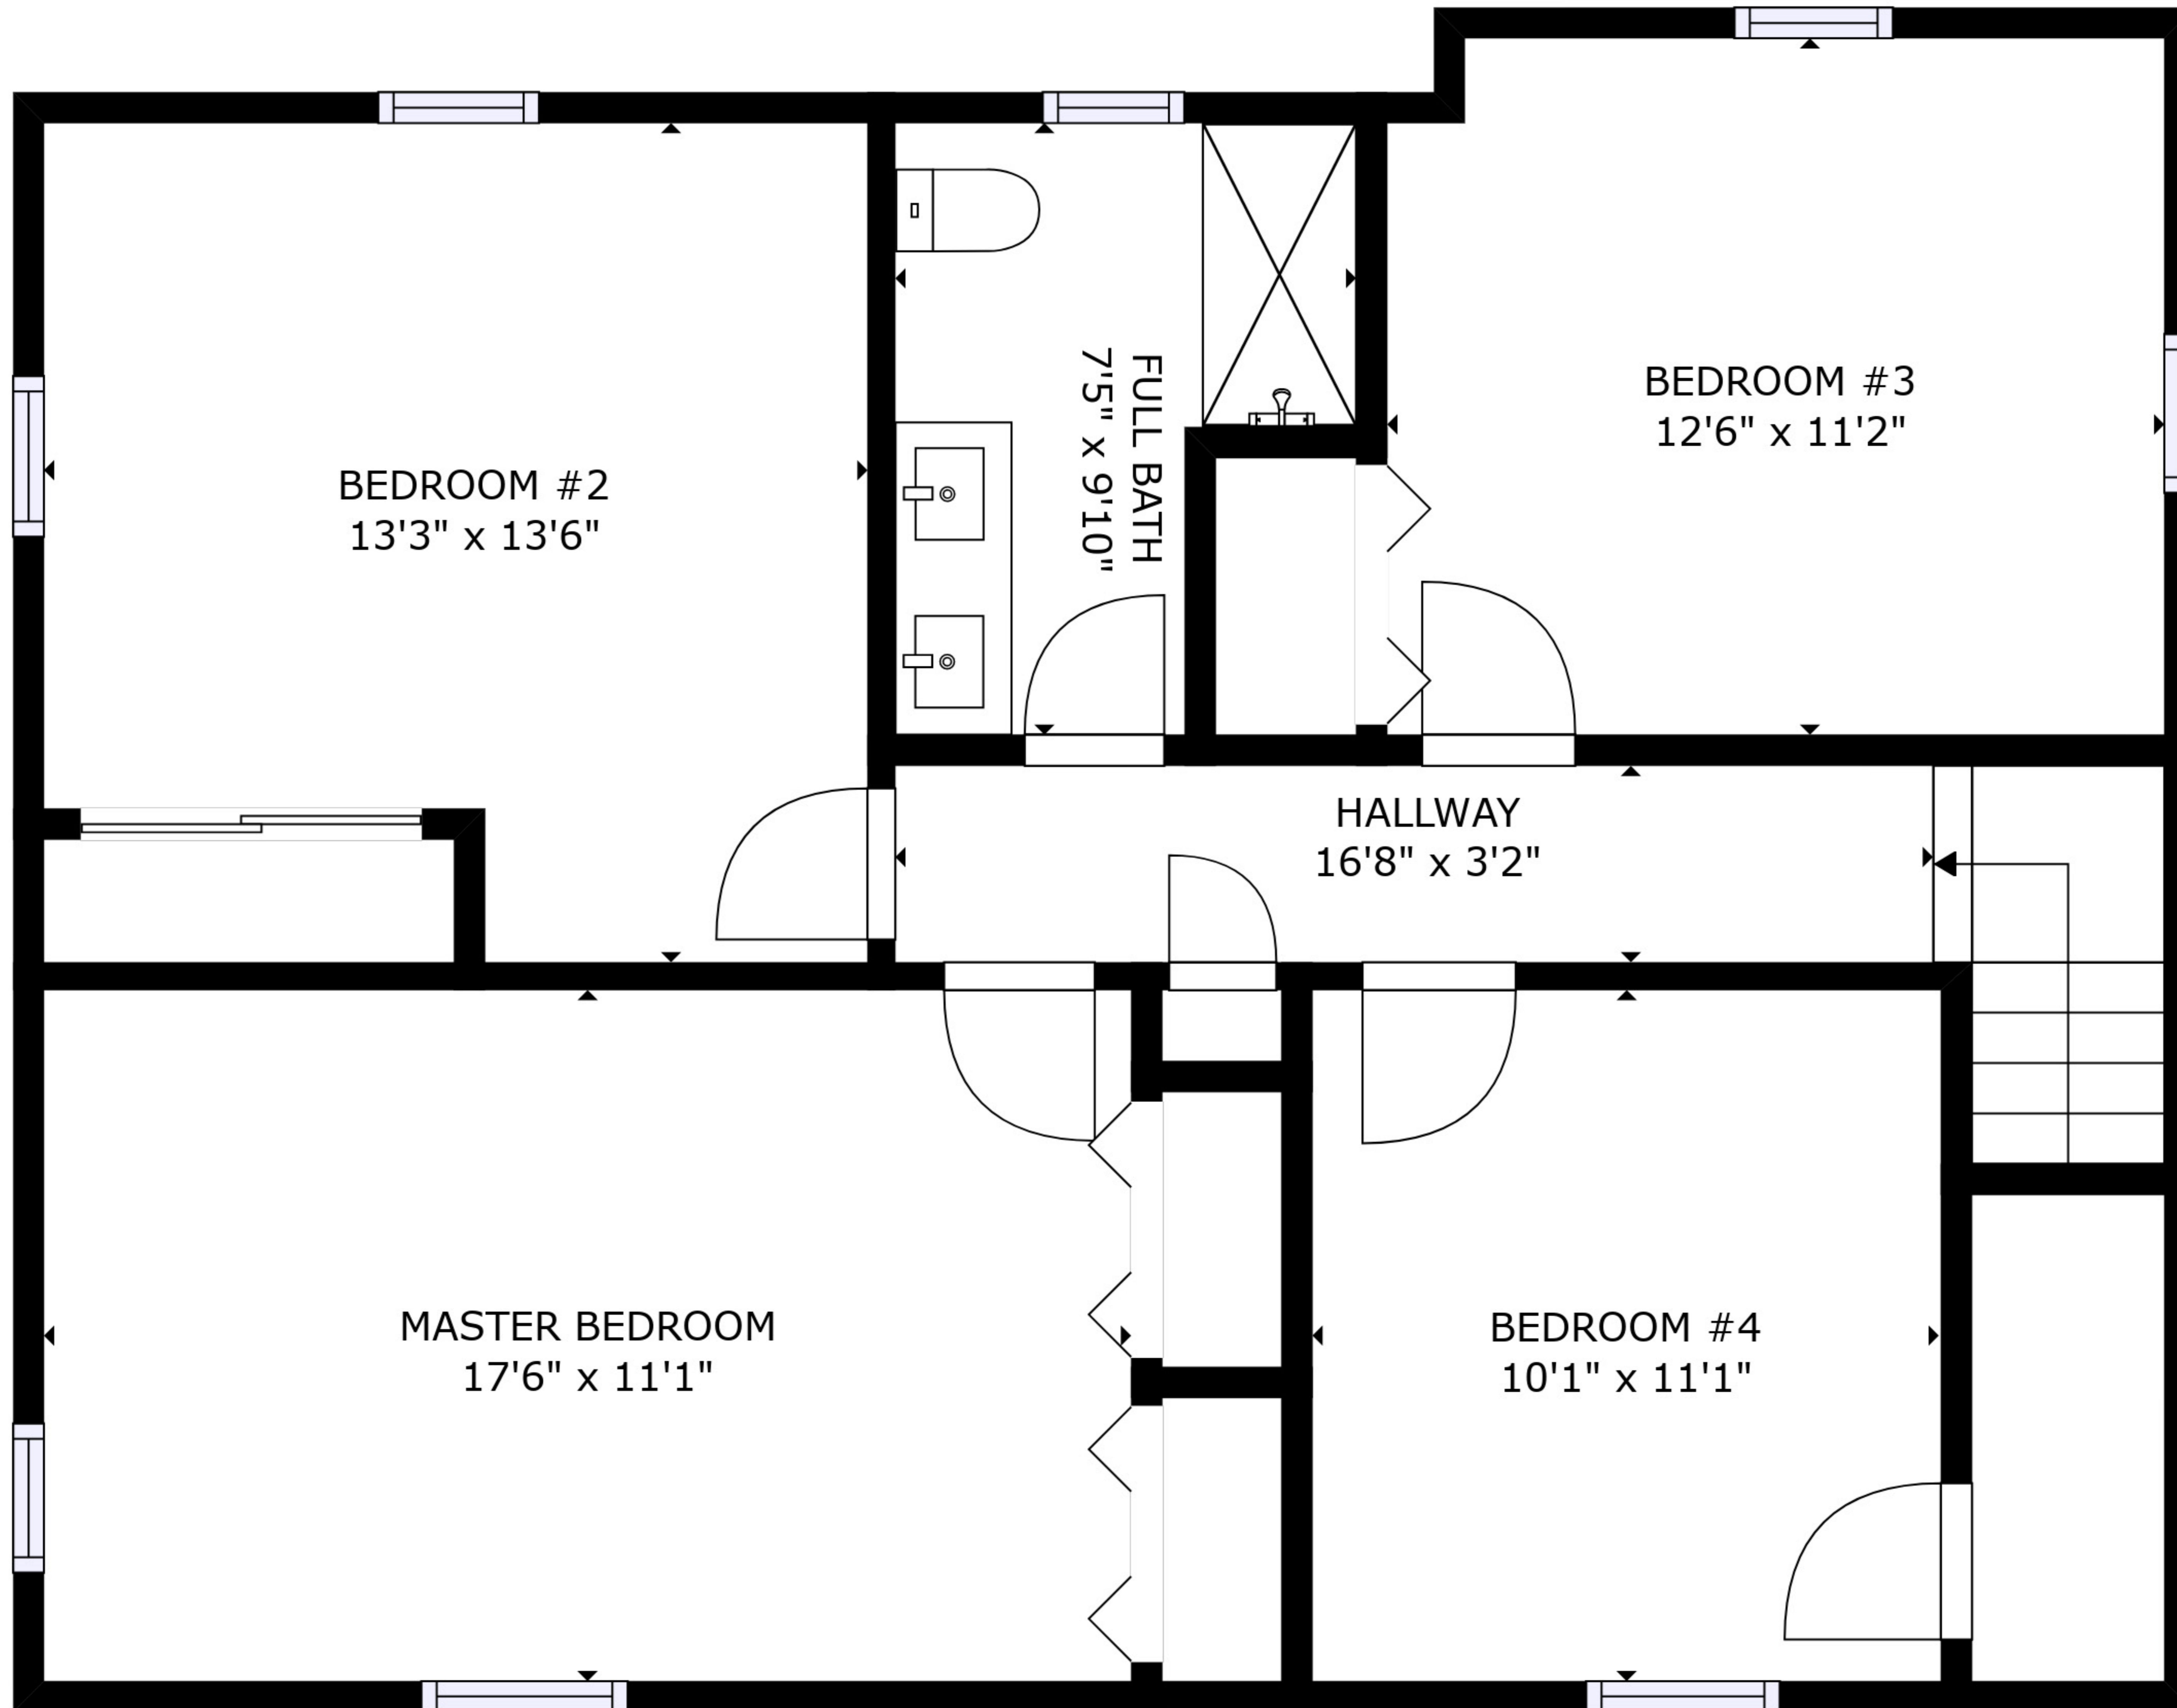 BEDROOM #2
13'3" x 13'6"
FULL BATH
7'5" x 9'10"
BEDROOM #3
12'6" x 11'2"
HALLWAY
16'8" x 3'2"
MASTER BEDROOM
17'6" x 11'1"
BEDROOM #4
10'1" x 11'1"